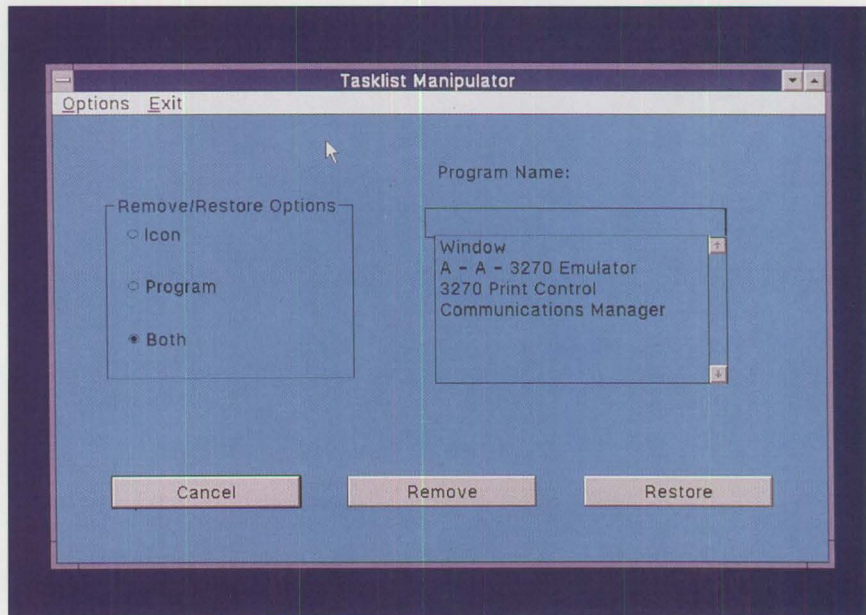 Tasklist Manipulator
Options Exit
Program Name:
Remove/Restore Options
Icon
Program
Both
Window
A - A - 3270 Emulator
3270 Print Control
Communications Manager
Cancel
Remove
Restore